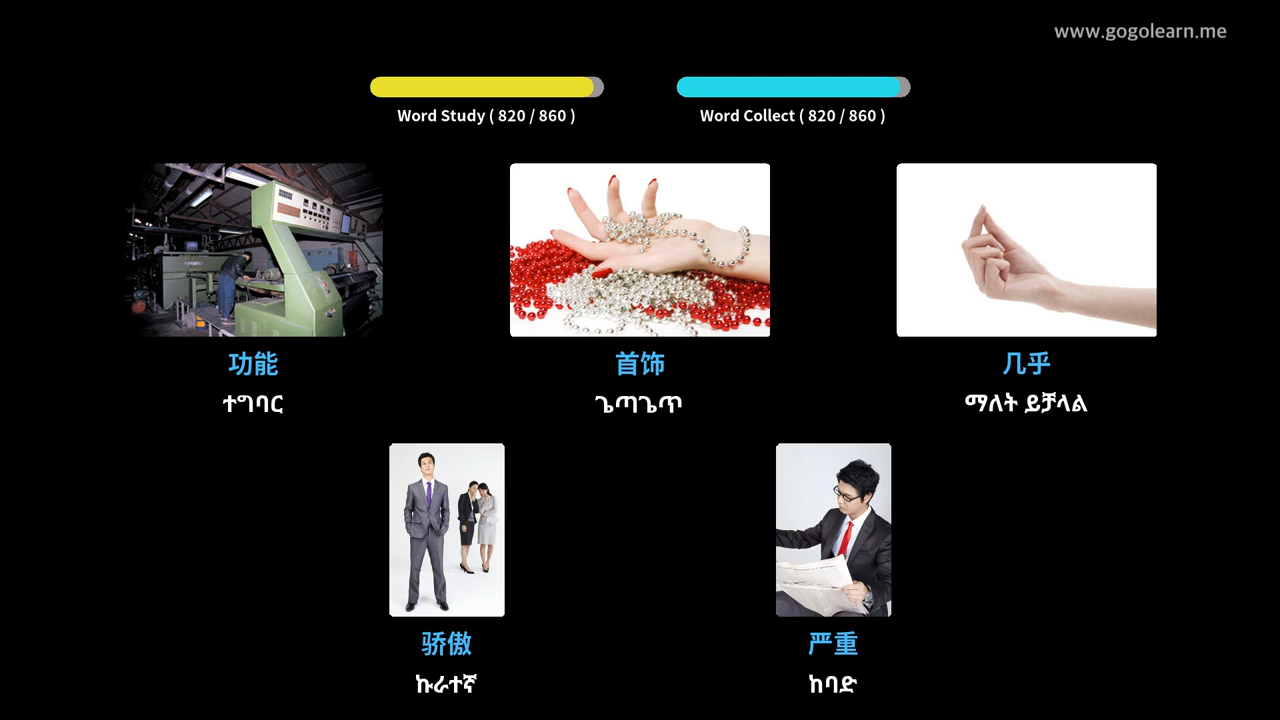 www.gogolearn.me
Word Study ( 820 / 860 )
Word Collect ( 820 / 860 )
功能
ተግባር
首饰
ጌጣጌጥ
几乎
ማለት ይቻላል
骄傲
ኩራተኛ
严重
ከባድ